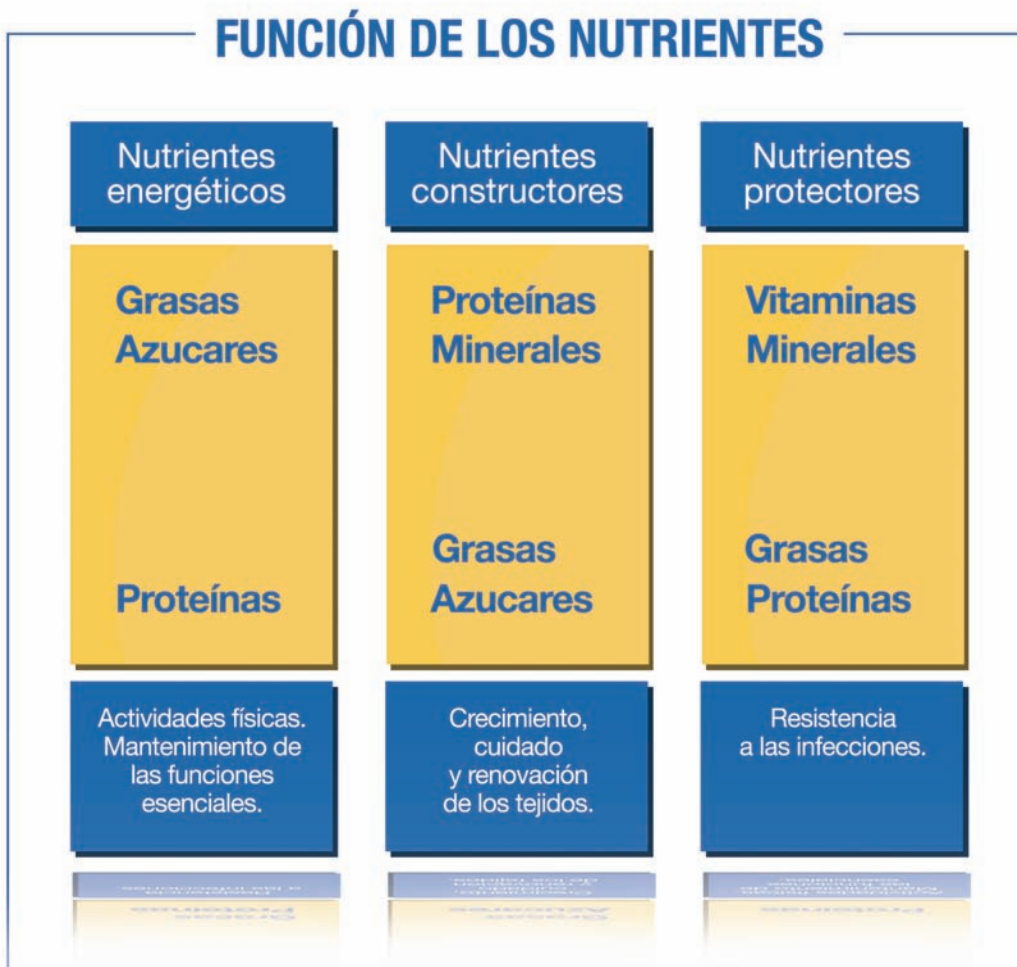 FUNCIÓN DE LOS NUTRIENTES
Nutrientes
energéticos
Grasas
Azucares
Proteínas
Actividades físicas.
Mantenimiento de
las funciones
esenciales.
Nutrientes
constructores
Proteínas
Minerales
Grasas
Azucares
Crecimiento,
cuidado
y renovación
de los tejidos.
Nutrientes
protectores
Vitaminas
Minerales
Grasas
Proteínas
Resistencia
a las infecciones.